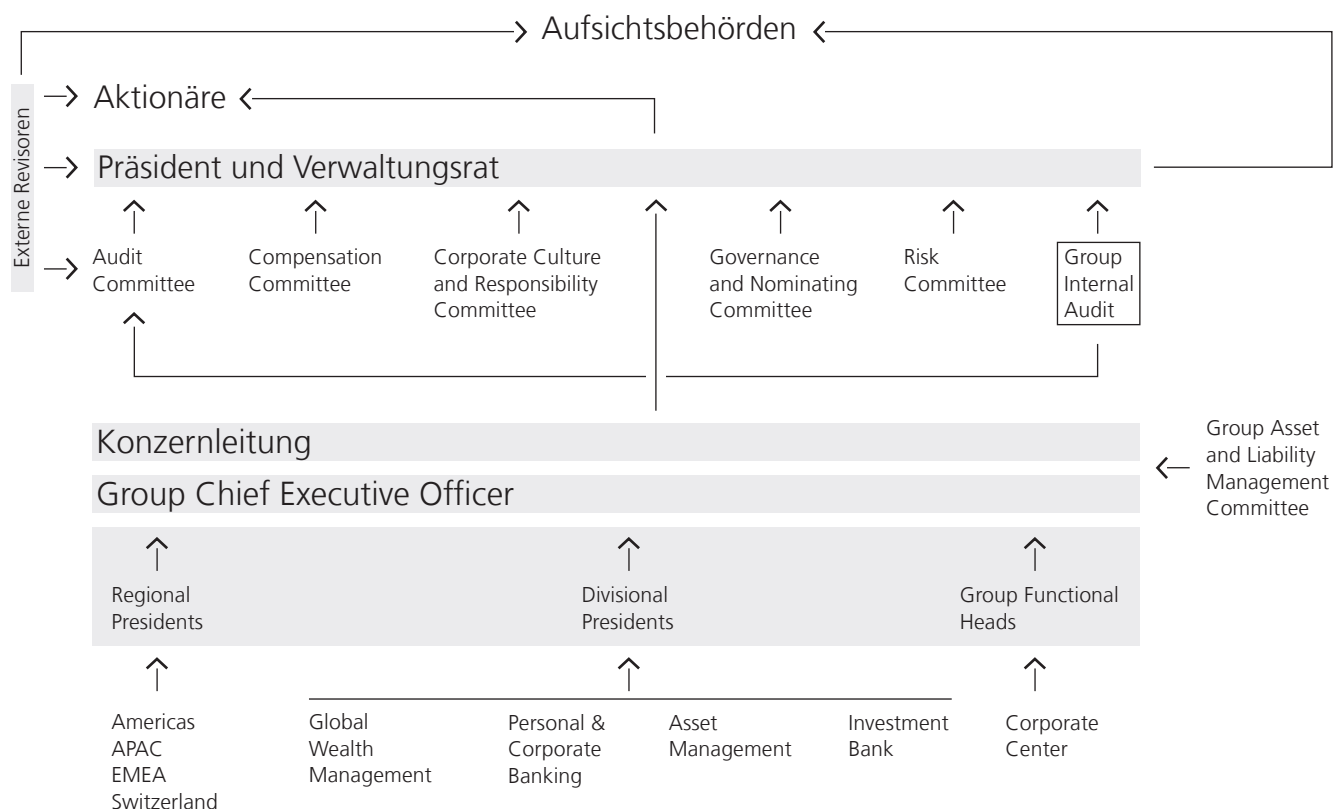 Aufsichtsbehörden
Externe Revisoren
Aktionäre
Präsident und Verwaltungsrat
Audit
Committee
Compensation
Committee
Corporate Culture
and Responsibility
Committee
Governance
and Nominating
Committee
Risk
Committee
Group
Internal
Audit
Konzernleitung
Group Chief Executive Officer
Group Asset
and Liability
Management
Committee
Regional
Presidents
Divisional
Presidents
Group Functional
Heads
Americas
APAC
EMEA
Switzerland
Global
Wealth
Management
Personal &
Corporate
Banking
Asset
Management
Investment
Bank
Corporate
Center